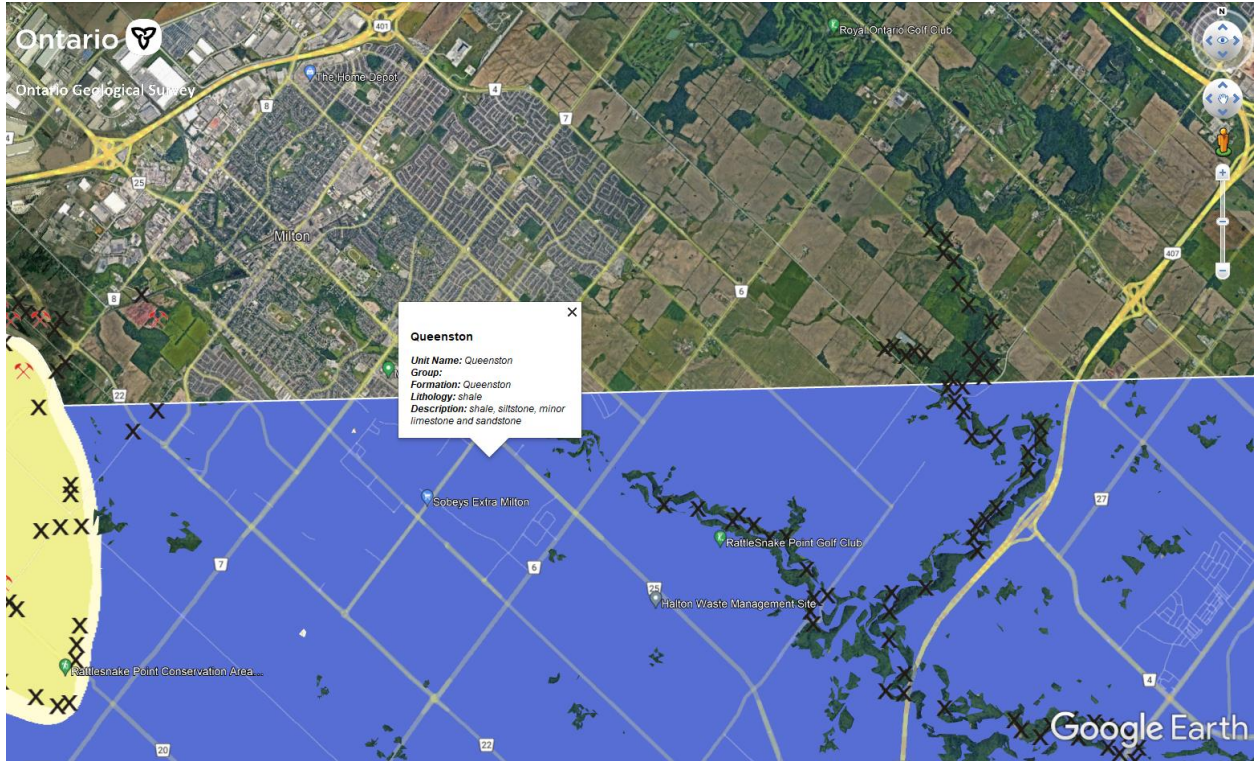 Ontario
Ontario Geological Survey
401
Royal Ontario Golf Club
N
The Home Depot
8
4
7
4
25
Milton
407
6
8
Queenston
Unit Name: Queenston
Group:
Formation: Queenston
Lithology: shale
Description: shale, siltstone, minor
limestone and sandstone
22
Sobeys Extra Milton
27
RattleSnake Point Golf Club
7
6
25
Halton Waste Management Site -
Rattlesnake Point Conservation Area....
4
Google Earth
20
22